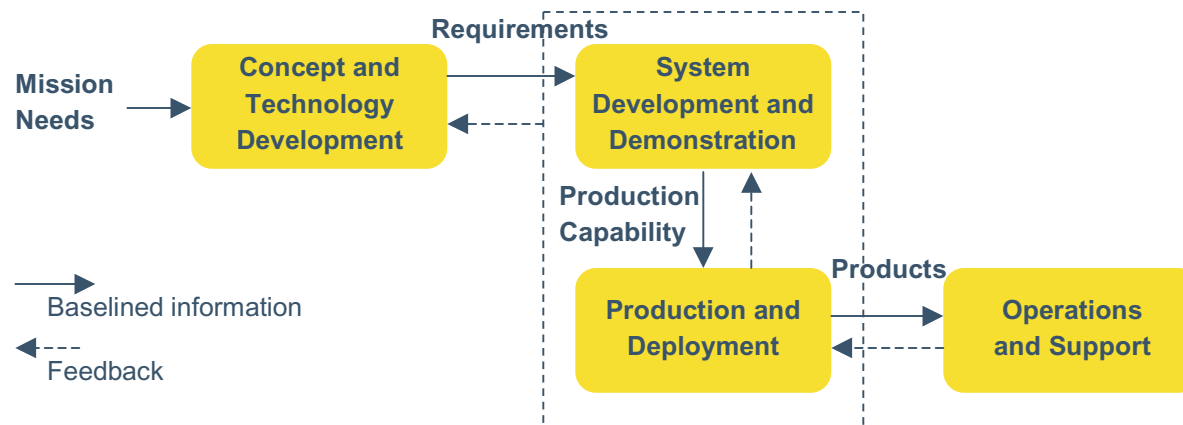 Requirements
Mission
Needs
Concept and
Technology
Development
System
Development and
Demonstration
Production
Capability
Products
Baselined information
Feedback
Production and
Deployment
Operations
and Support